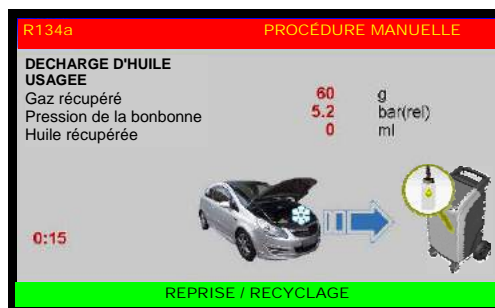 R134a PROCÉDURE MANUELLE
DECHARGE D'HUILE
USAGEE
Gaz récupéré 60 g
Pression de la bonbonne 5.2 bar(rel)
Huile récupérée 0 ml
0:15
REPRISE / RECYCLAGE